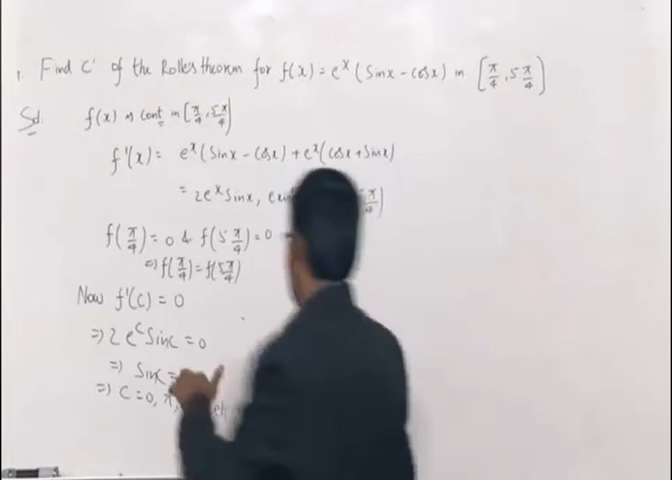 1. Find C' of the Rolle's theorem for f(x) = e^x (Sinx - Cosx) in [π/4, 5π/4]
Sol. f(x) is cont in [π/4, 5π/4]
f'(x) = e^x (Sinx - Cosx) + e^x (Cosx + Sinx)
= 2e^x Sinx,
f(π/4) = 0 & f(5π/4) = 0
⇒ f(π/4) = f(5π/4)
Now f'(C) = 0
⇒ 2 e^c Sinc = 0
⇒ Sinc =
⇒ C = 0, π,